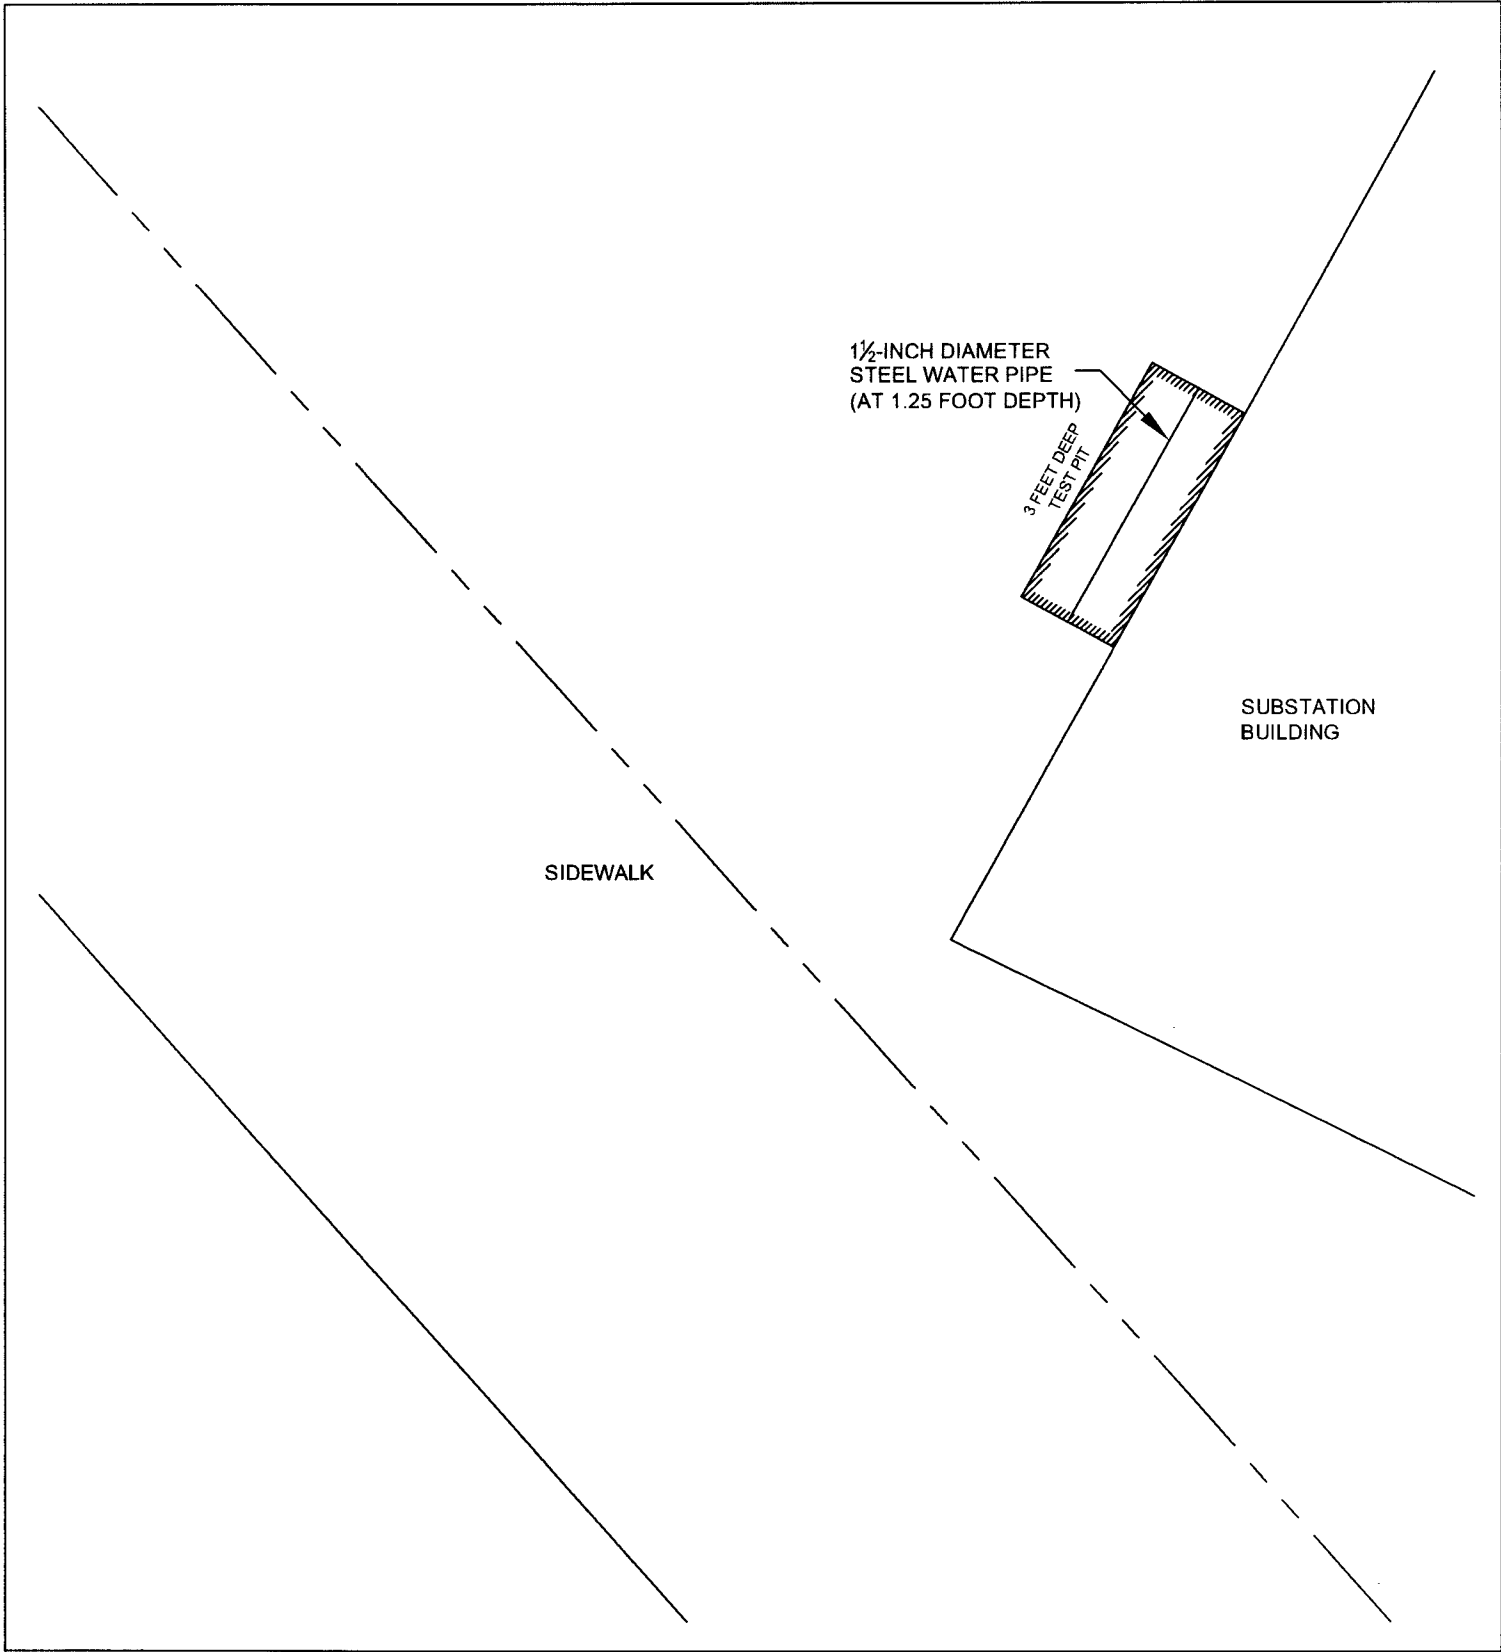 1½-INCH DIAMETER
STEEL WATER PIPE
(AT 1.25 FOOT DEPTH)
3 FEET DEEP
TEST PIT
SUBSTATION
BUILDING
SIDEWALK